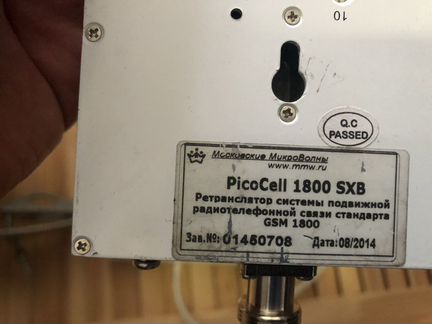 10
Q.C
PASSED
Московские МикроВолны
www.mmw.ru
PicoCell 1800 SXB
Ретранслятор системы подвижной
радиотелефонной связи стандарта
GSM 1800
Зав.№: 01460708 Дата:08/2014